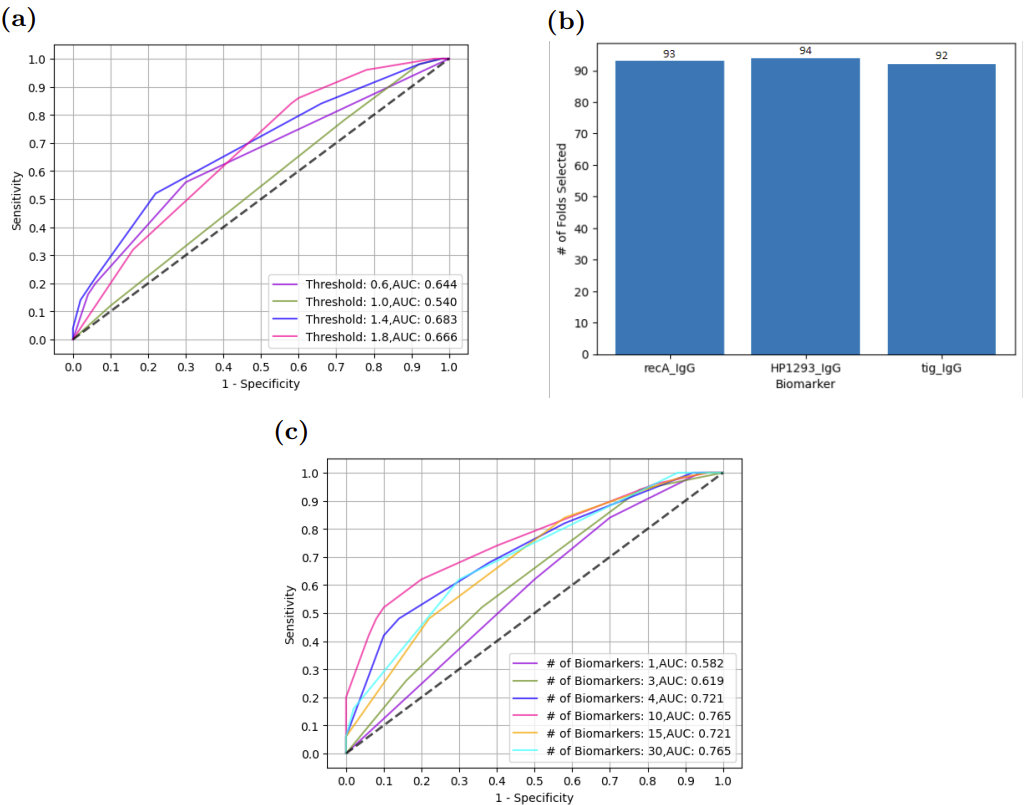 (a)
1.0
0.9
0.8
0.7
0.6
0.5
0.4
0.3
0.2
0.1
0.0
Sensitivity
Threshold: 0.6,AUC: 0.644
Threshold: 1.0,AUC: 0.540
Threshold: 1.4,AUC: 0.683
Threshold: 1.8,AUC: 0.666
0.0 0.1 0.2 0.3 0.4 0.5 0.6 0.7 0.8 0.9 1.0
1 - Specificity
(b)
93 94 92
90
80
70
60
50
40
30
20
10
0
# of Folds Selected
recA_IgG HP1293_IgG tig_IgG
Biomarker
(c)
1.0
0.9
0.8
0.7
0.6
0.5
0.4
0.3
0.2
0.1
0.0
Sensitivity
# of Biomarkers: 1,AUC: 0.582
# of Biomarkers: 3,AUC: 0.619
# of Biomarkers: 4,AUC: 0.721
# of Biomarkers: 10,AUC: 0.765
# of Biomarkers: 15,AUC: 0.721
# of Biomarkers: 30,AUC: 0.765
0.0 0.1 0.2 0.3 0.4 0.5 0.6 0.7 0.8 0.9 1.0
1 - Specificity